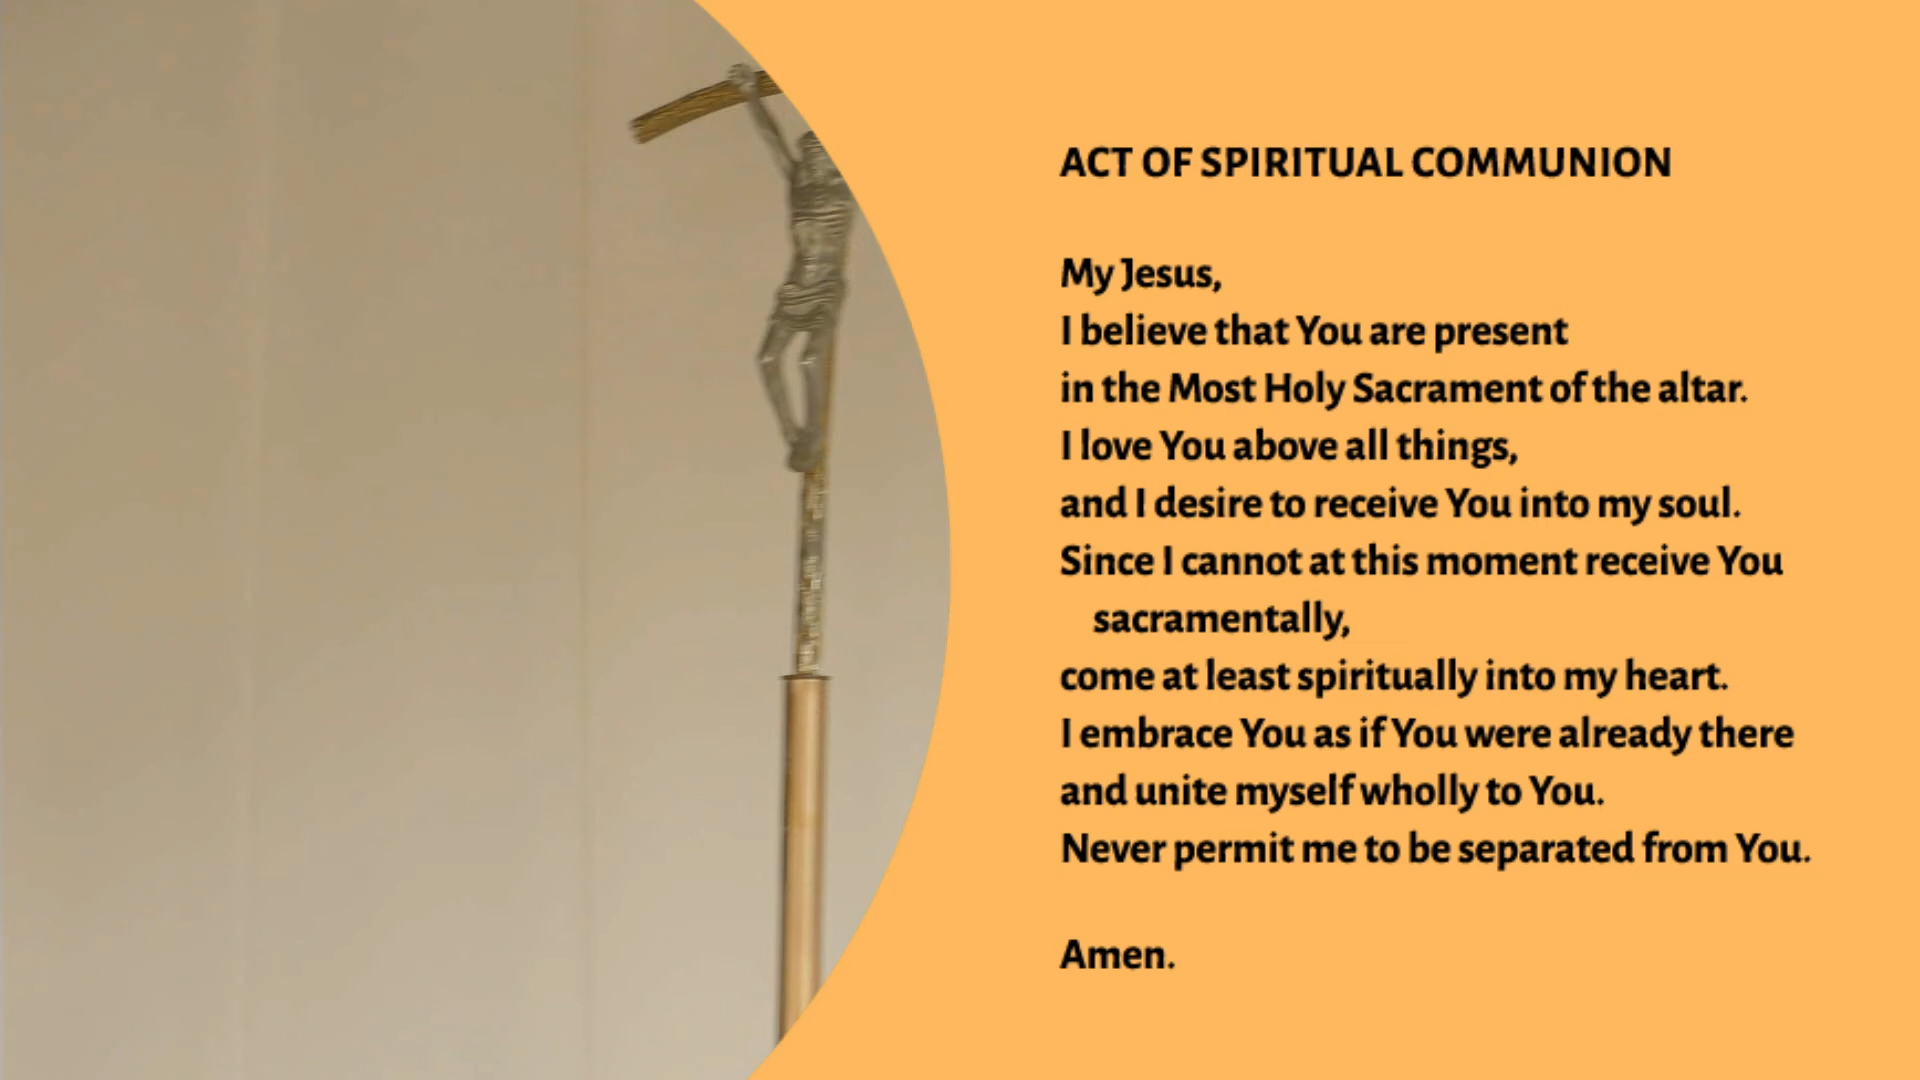 ACT OF SPIRITUAL COMMUNION
My Jesus,
I believe that You are present
in the Most Holy Sacrament of the altar.
I love You above all things,
and I desire to receive You into my soul.
Since I cannot at this moment receive You
sacramentally,
come at least spiritually into my heart.
I embrace You as if You were already there
and unite myself wholly to You.
Never permit me to be separated from You.
Amen.